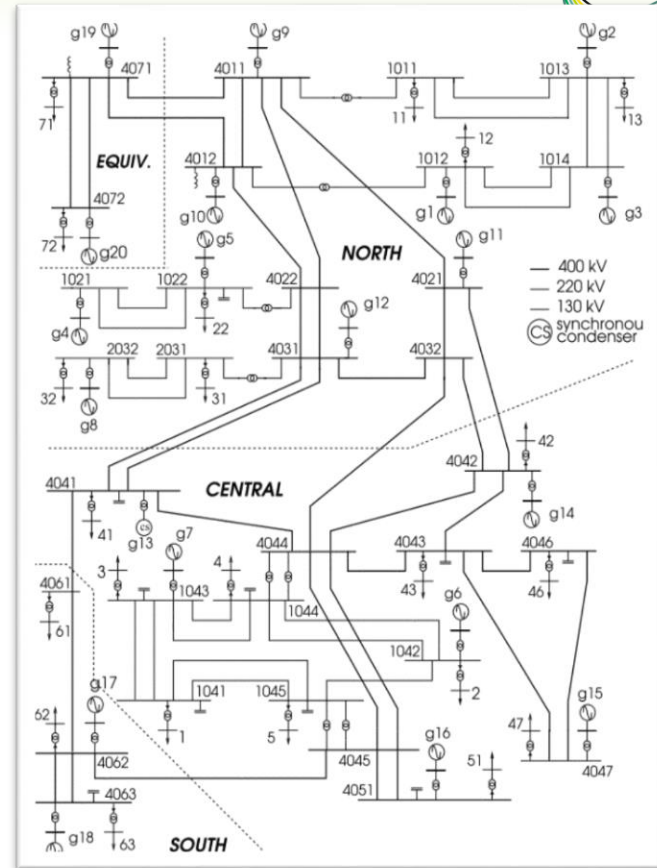 g19
g9
g2
4071
4011
1011
1013
71
11
13
EQUIV.
12
4012
1012
1014
4072
g10
g1
g3
72
g20
g5
NORTH
g11
1021
1022
4022
4021
400 kV
220 kV
130 kV
CS synchronou
condenser
g4
22
g12
2032
2031
4031
4032
32
g8
31
42
4041
CENTRAL
4042
41
cs
g13
g7
g14
4044
4043
4046
3
4
4061
1043
1044
43
46
g6
61
1042
g17
1041
1045
2
62
1
5
g16
47
g15
4062
4045
51
4047
4063
4051
g18
63
SOUTH